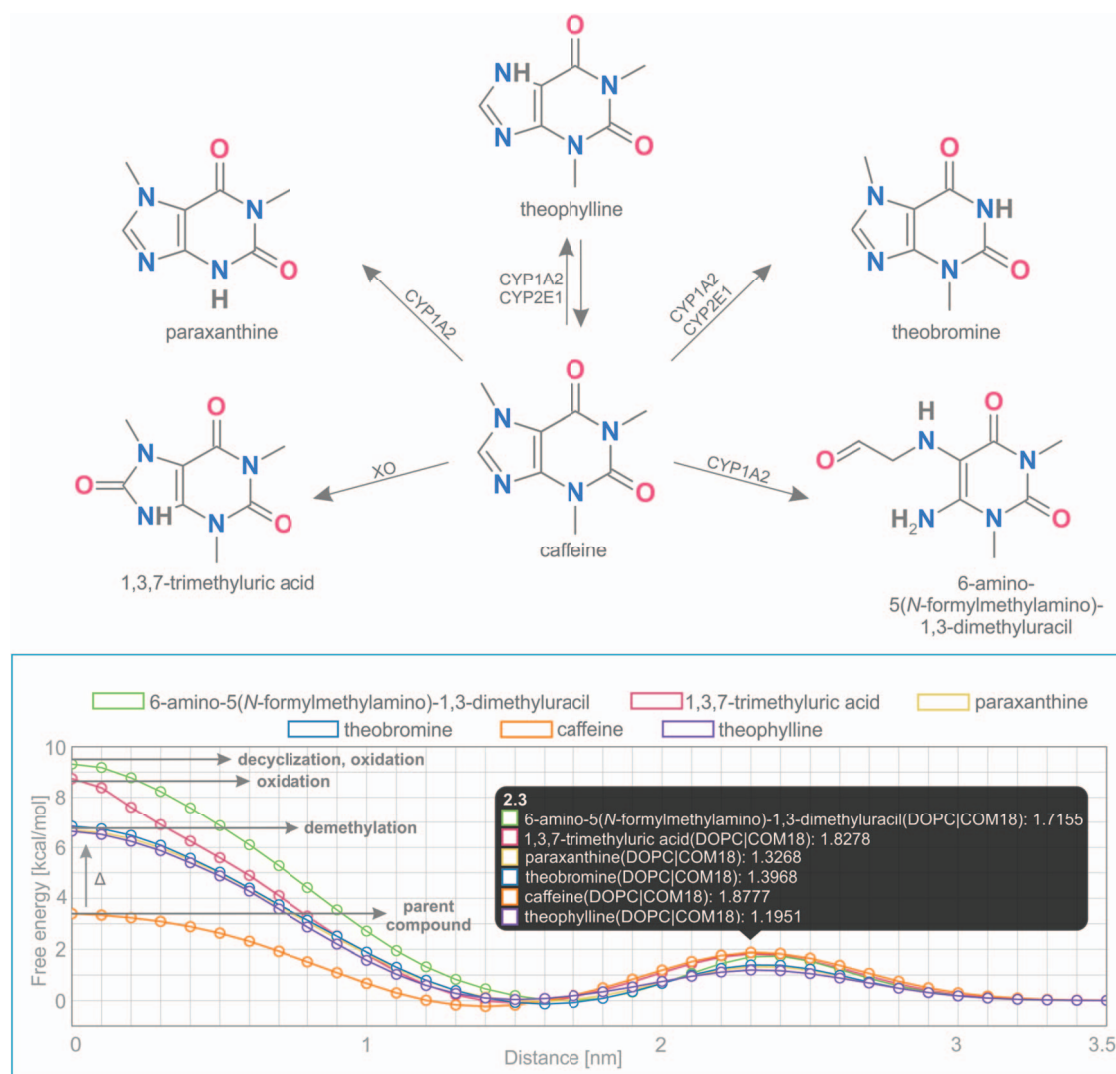 O
NH
N
N
N
O
theophylline
O
N
N
N
N
H
O
paraxanthine
O
N
NH
N
N
O
theobromine
CYP1A2
CYP2E1
CYP1A2
CYP1A2
CYP2E1
O
N
N
O
N
NH
N
O
1,3,7-trimethyluric acid
XO
O
N
N
N
N
O
caffeine
CYP1A2
H
N
O
O
N
H2N
N
O
6-amino-
5(N-formylmethylamino)-
1,3-dimethyluracil
6-amino-5(N-formylmethylamino)-1,3-dimethyluracil 1,3,7-trimethyluric acid paraxanthine
theobromine caffeine theophylline
Free energy [kcal/mol]
10
8
6
4
2
0
decyclization, oxidation
oxidation
demethylation
Δ
parent
compound
2.3
6-amino-5(N-formylmethylamino)-1,3-dimethyluracil(DOPC|COM18): 1.7155
1,3,7-trimethyluric acid(DOPC|COM18): 1.8278
paraxanthine(DOPC|COM18): 1.3268
theobromine(DOPC|COM18): 1.3968
caffeine(DOPC|COM18): 1.8777
theophylline(DOPC|COM18): 1.1951
0 1 2 3 3.5
Distance [nm]